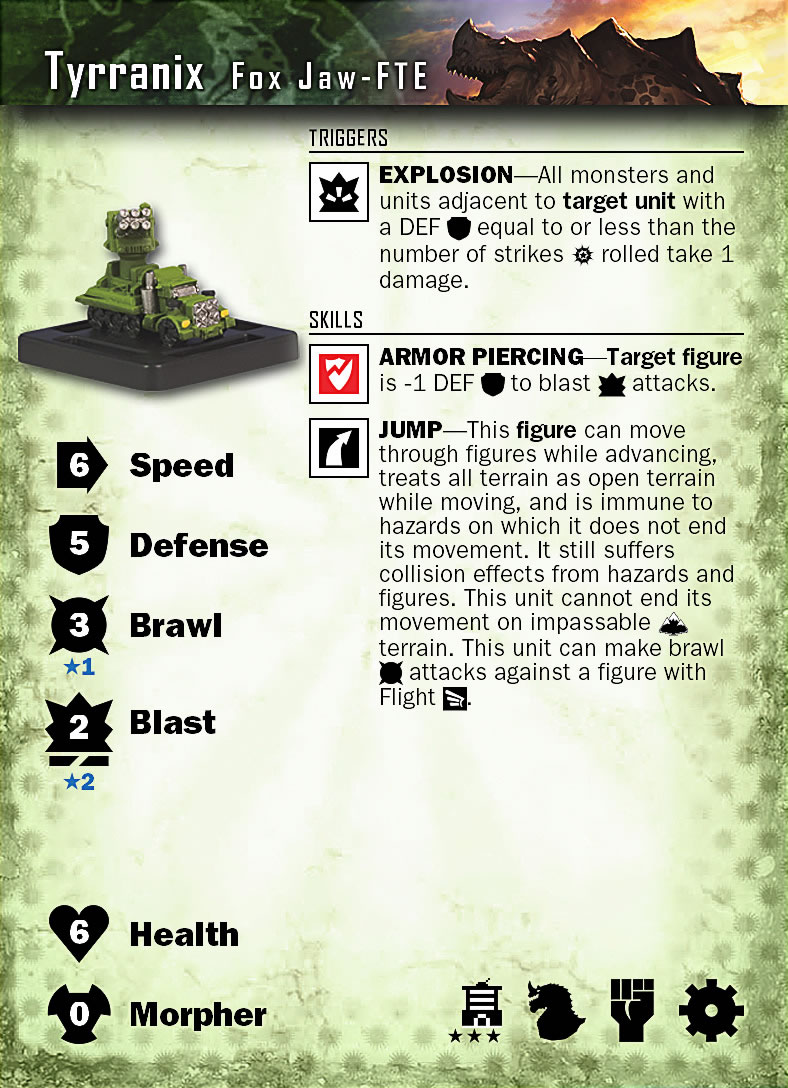 Tyrranix Fox Jaw-FTE
TRIGGERS
EXPLOSION—All monsters and
units adjacent to target unit with
a DEF equal to or less than the
number of strikes rolled take 1
damage.
SKILLS
ARMOR PIERCING—Target figure
is -1 DEF to blast attacks.
JUMP—This figure can move
through figures while advancing,
treats all terrain as open terrain
while moving, and is immune to
hazards on which it does not end
its movement. It still suffers
collision effects from hazards and
figures. This unit cannot end its
movement on impassable
terrain. This unit can make brawl
attacks against a figure with
Flight .
6 Speed
5 Defense
3 Brawl
★1
2 Blast
★2
6 Health
0 Morpher
★★★